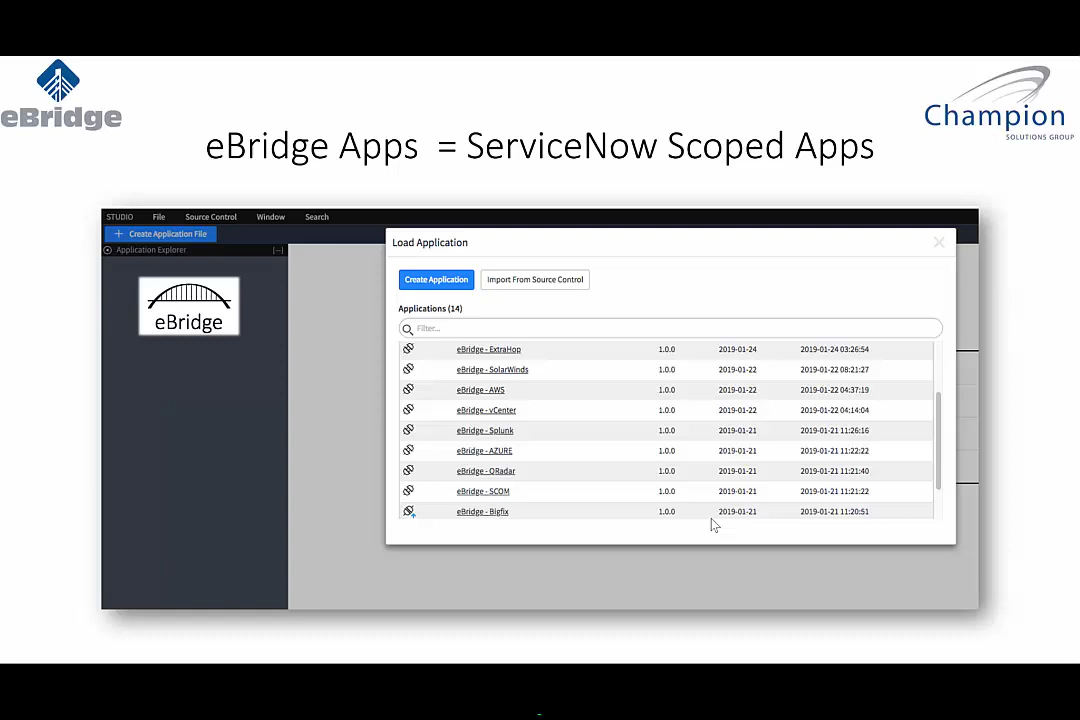 eBridge
Champion
SOLUTIONS GROUP
eBridge Apps = ServiceNow Scoped Apps
STUDIO File Source Control Window Search
+ Create Application File
Application Explorer [—]
eBridge
Load Application
Create Application Import From Source Control
Applications (14)
Filter...
eBridge - ExtraHop 1.0.0 2019-01-24 2019-01-24 03:26:54
eBridge - SolarWinds 1.0.0 2019-01-22 2019-01-22 08:21:27
eBridge - AWS 1.0.0 2019-01-22 2019-01-22 04:37:19
eBridge - vCenter 1.0.0 2019-01-22 2019-01-22 04:14:04
eBridge - Splunk 1.0.0 2019-01-21 2019-01-21 11:26:16
eBridge - AZURE 1.0.0 2019-01-21 2019-01-21 11:22:22
eBridge - QRadar 1.0.0 2019-01-21 2019-01-21 11:21:40
eBridge - SCOM 1.0.0 2019-01-21 2019-01-21 11:21:22
eBridge - Bigfix 1.0.0 2019-01-21 2019-01-21 11:20:51